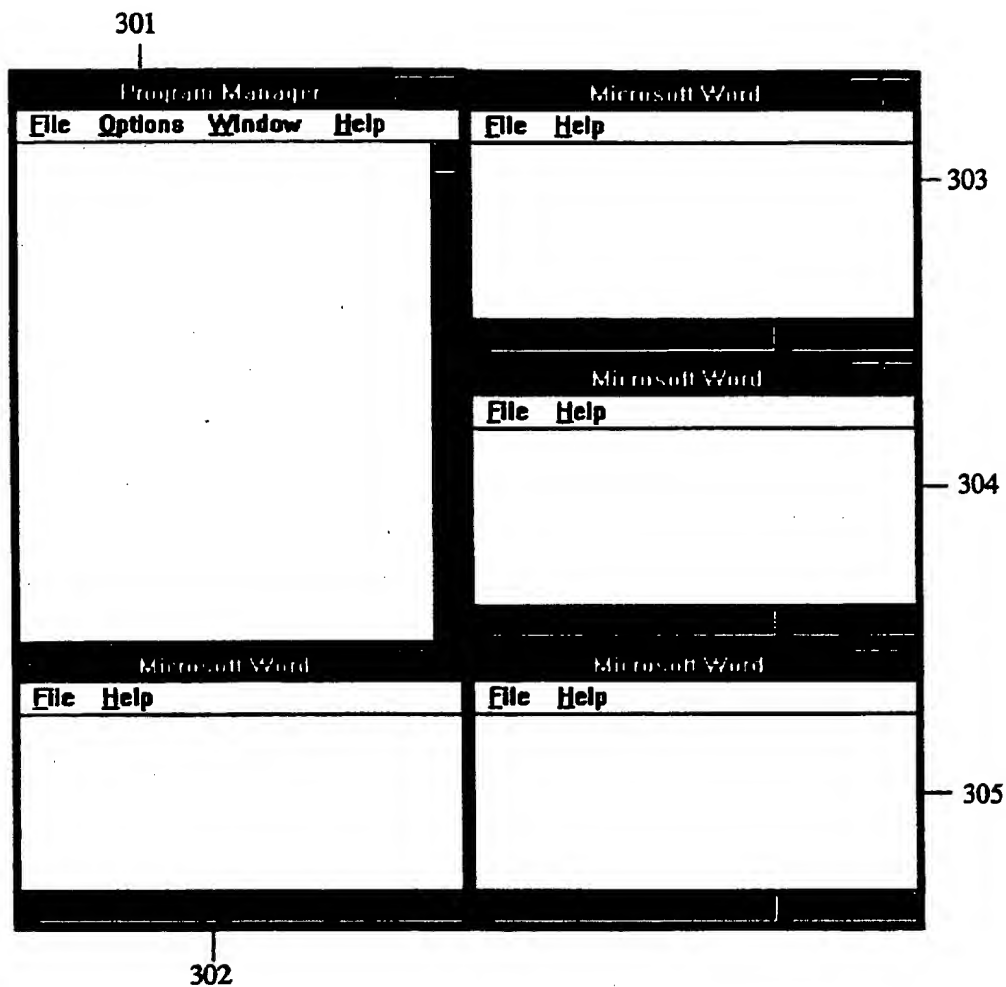 301
Program Manager
File Options Window Help
Microsoft Word
File Help
303
Microsoft Word
File Help
304
Microsoft Word
File Help
Microsoft Word
File Help
305
302